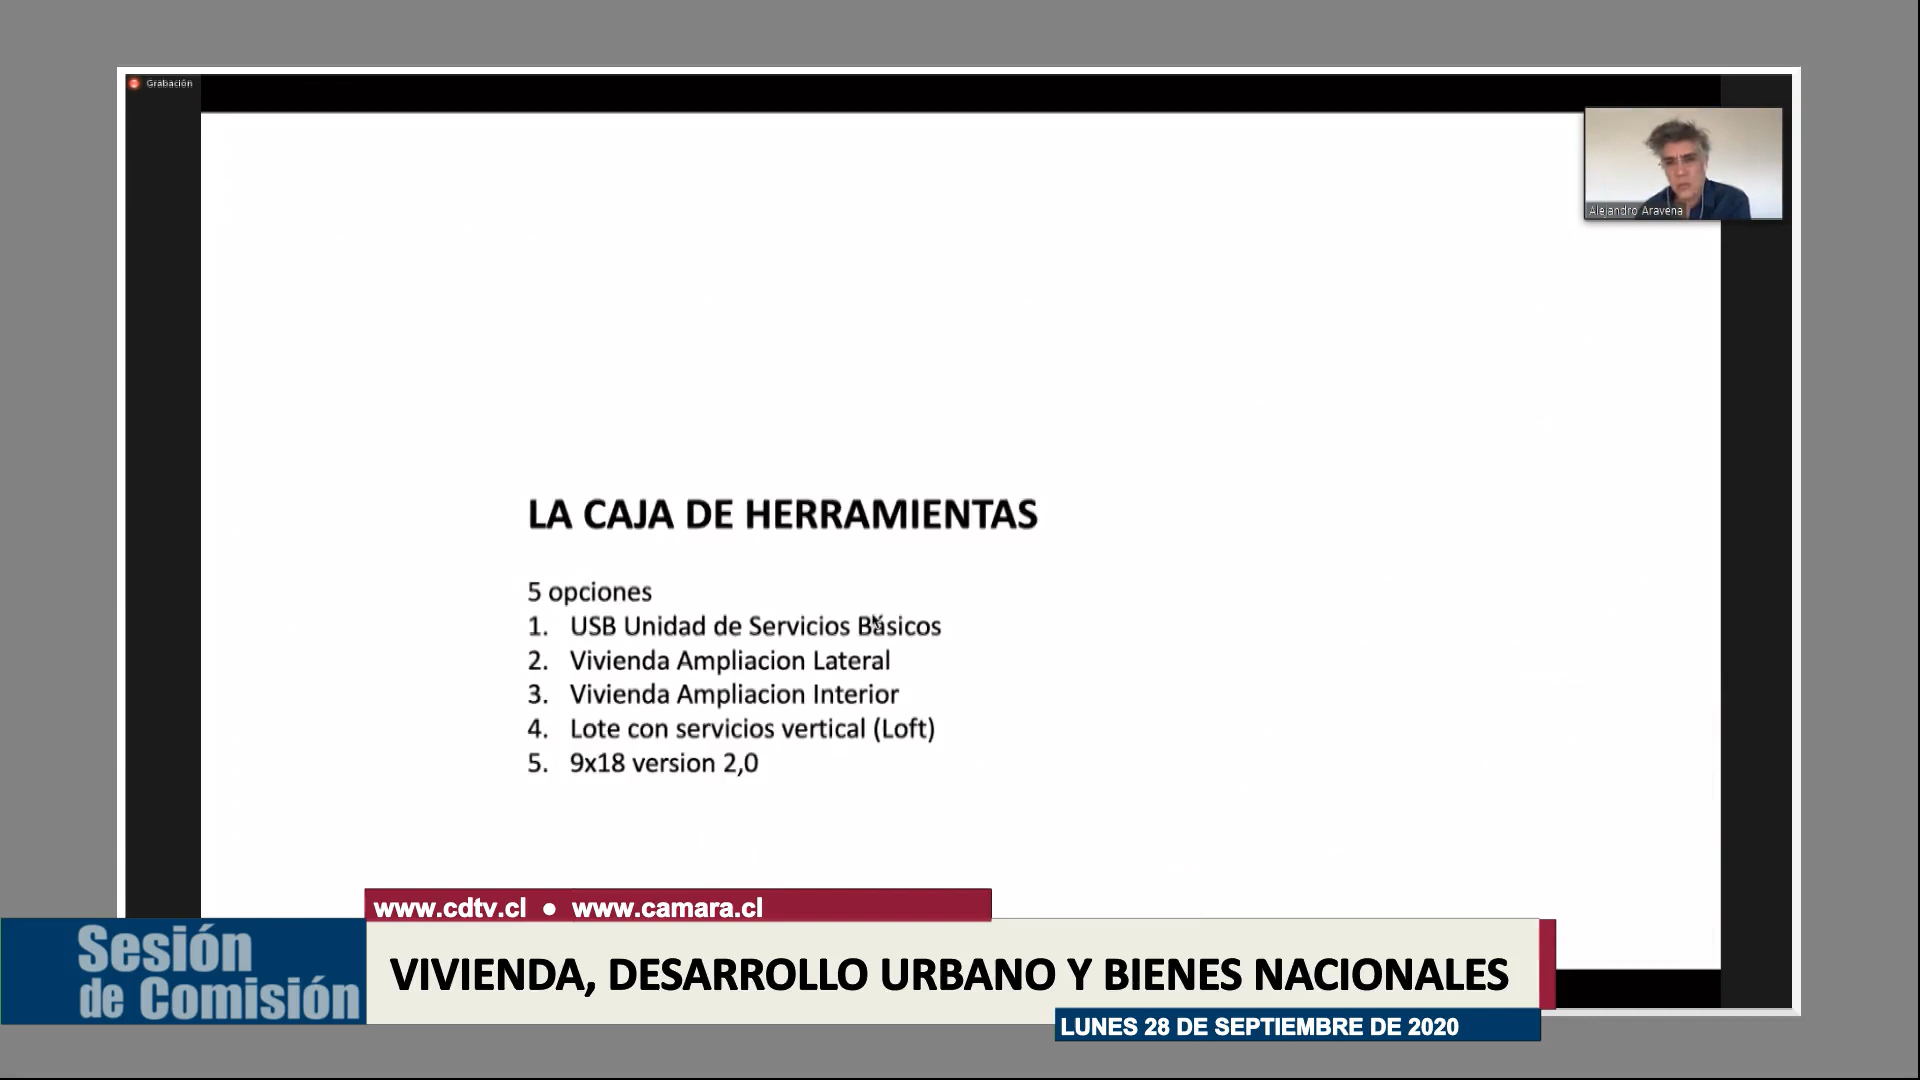 Grabación
Alejandro Aravena
LA CAJA DE HERRAMIENTAS
5 opciones
1. USB Unidad de Servicios Básicos
2. Vivienda Ampliacion Lateral
3. Vivienda Ampliacion Interior
4. Lote con servicios vertical (Loft)
5. 9x18 version 2,0
www.cdtv.cl ● www.camara.cl
Sesión
de Comisión
VIVIENDA, DESARROLLO URBANO Y BIENES NACIONALES
LUNES 28 DE SEPTIEMBRE DE 2020